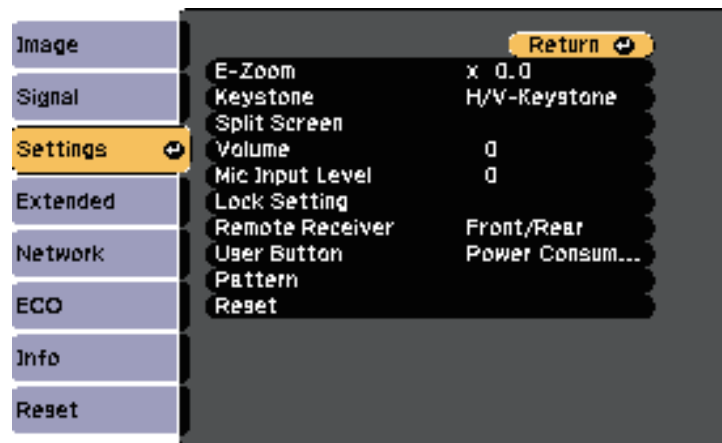 Image
Signal
Settings
Extended
Network
ECO
Info
Reset
Return
E-Zoom x 0.0
Keystone H/V-Keystone
Split Screen
Volume 0
Mic Input Level 0
Lock Setting
Remote Receiver Front/Rear
User Button Power Consum...
Pattern
Reset